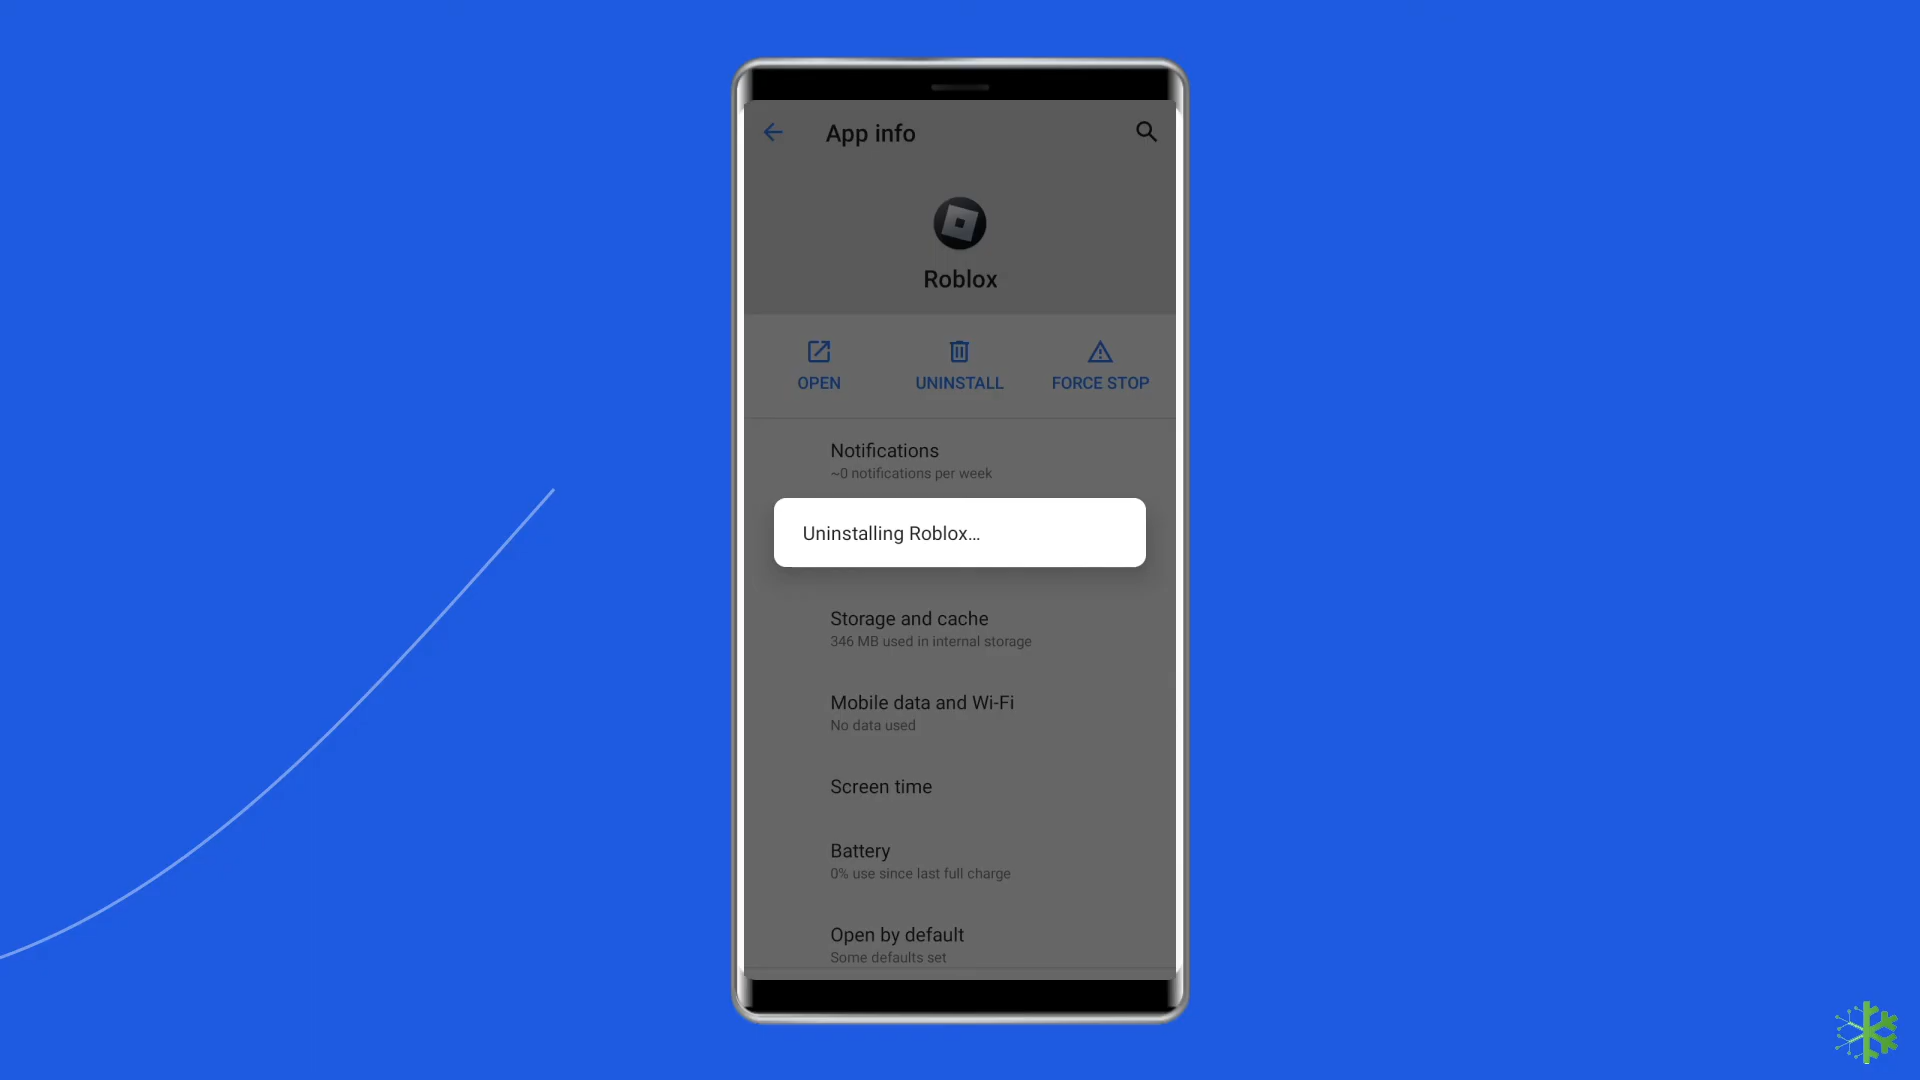 App info
Roblox
OPEN
UNINSTALL
FORCE STOP
Notifications
~0 notifications per week
Uninstalling Roblox...
Storage and cache
346 MB used in internal storage
Mobile data and Wi-Fi
No data used
Screen time
Battery
0% use since last full charge
Open by default
Some defaults set